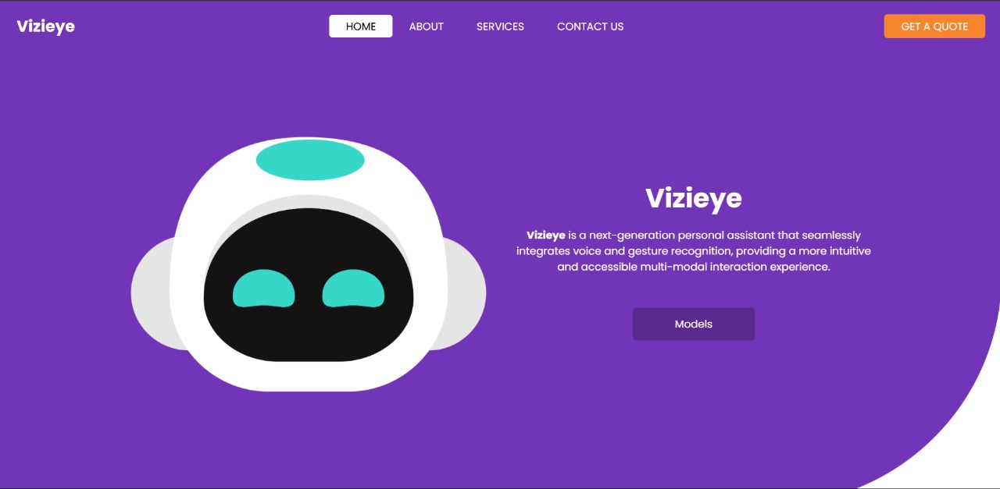 Vizieye
HOME
ABOUT
SERVICES
CONTACT US
GET A QUOTE
Vizieye
Vizieye is a next-generation personal assistant that seamlessly
integrates voice and gesture recognition, providing a more intuitive
and accessible multi-modal interaction experience.
Models